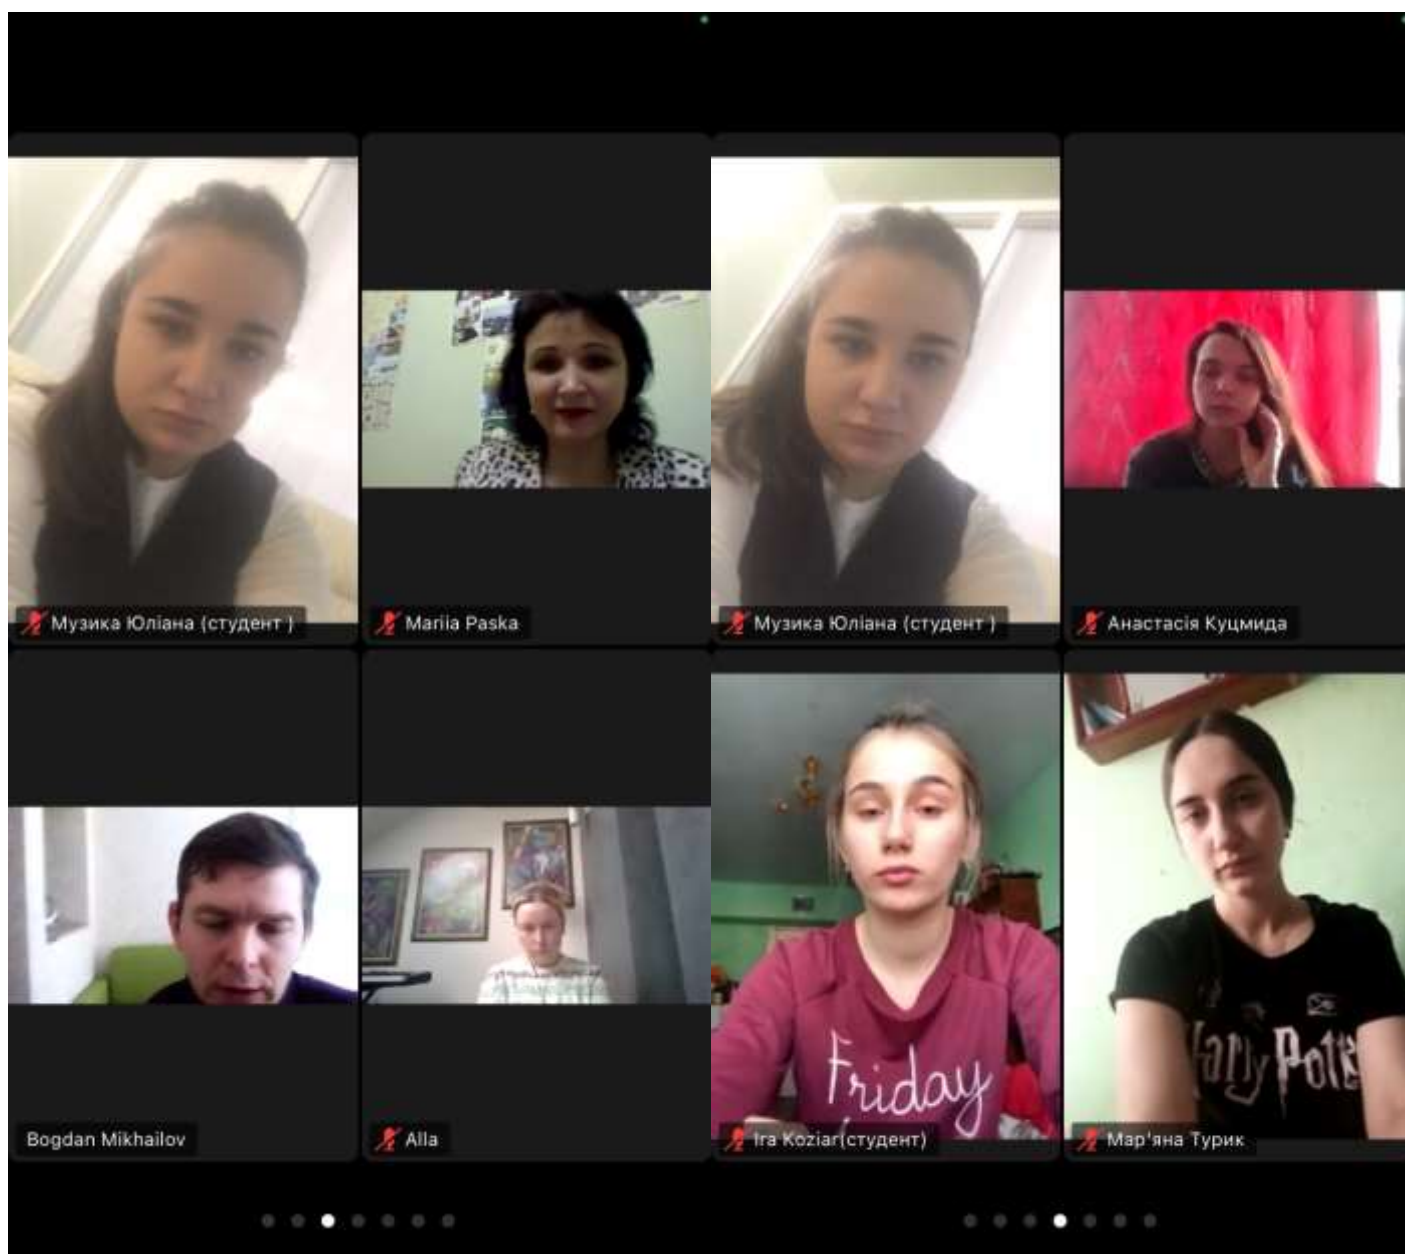 Музика Юліана (студент )
Mariia Paska
Музика Юліана (студент )
Анастасія Куцмида
Bogdan Mikhailov
Alla
Friday
Ira Koziar(студент)
Harry Potte
Мар'яна Турик